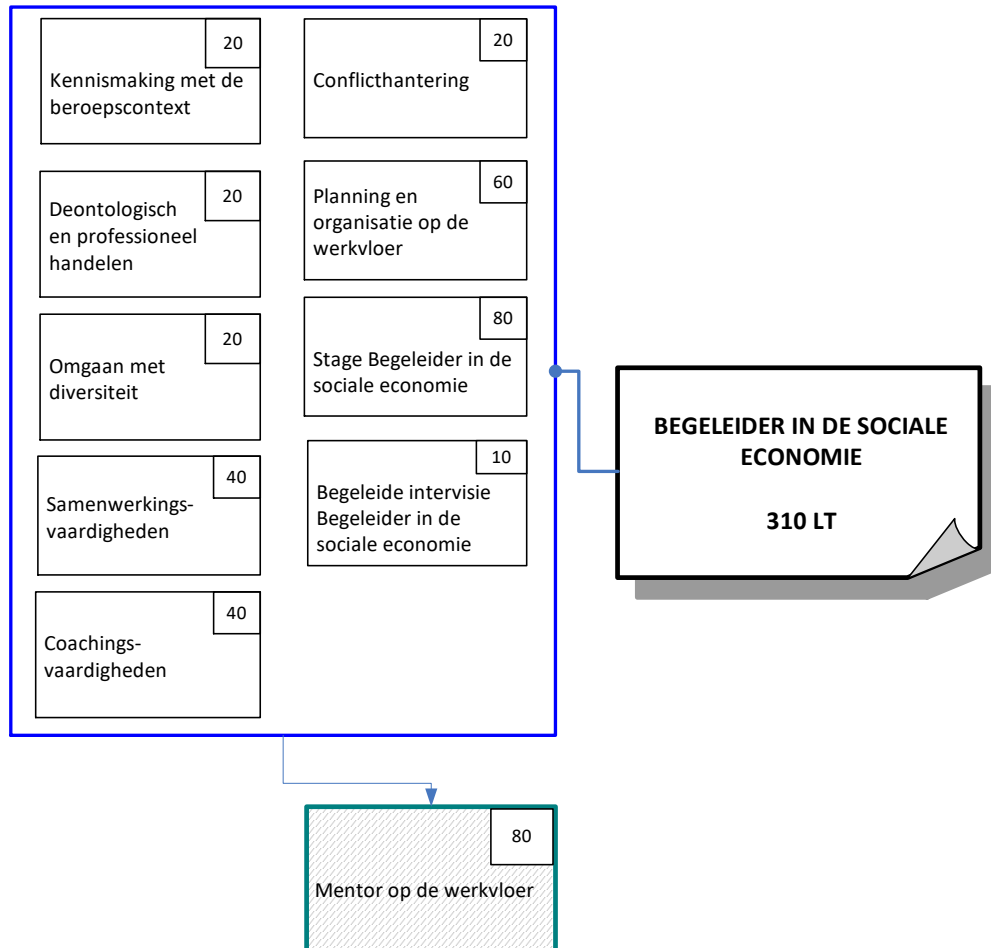 20
Kennismaking met de
beroepscontext
20
Deontologisch
en professioneel
handelen
20
Omgaan met
diversiteit
40
Samenwerkings-
vaardigheden
40
Coachings-
vaardigheden
20
Conflicthantering
60
Planning en
organisatie op de
werkvloer
80
Stage Begeleider in de
sociale economie
10
Begeleide intervisie
Begeleider in de
sociale economie
BEGELEIDER IN DE SOCIALE
ECONOMIE
310 LT
80
Mentor op de werkvloer